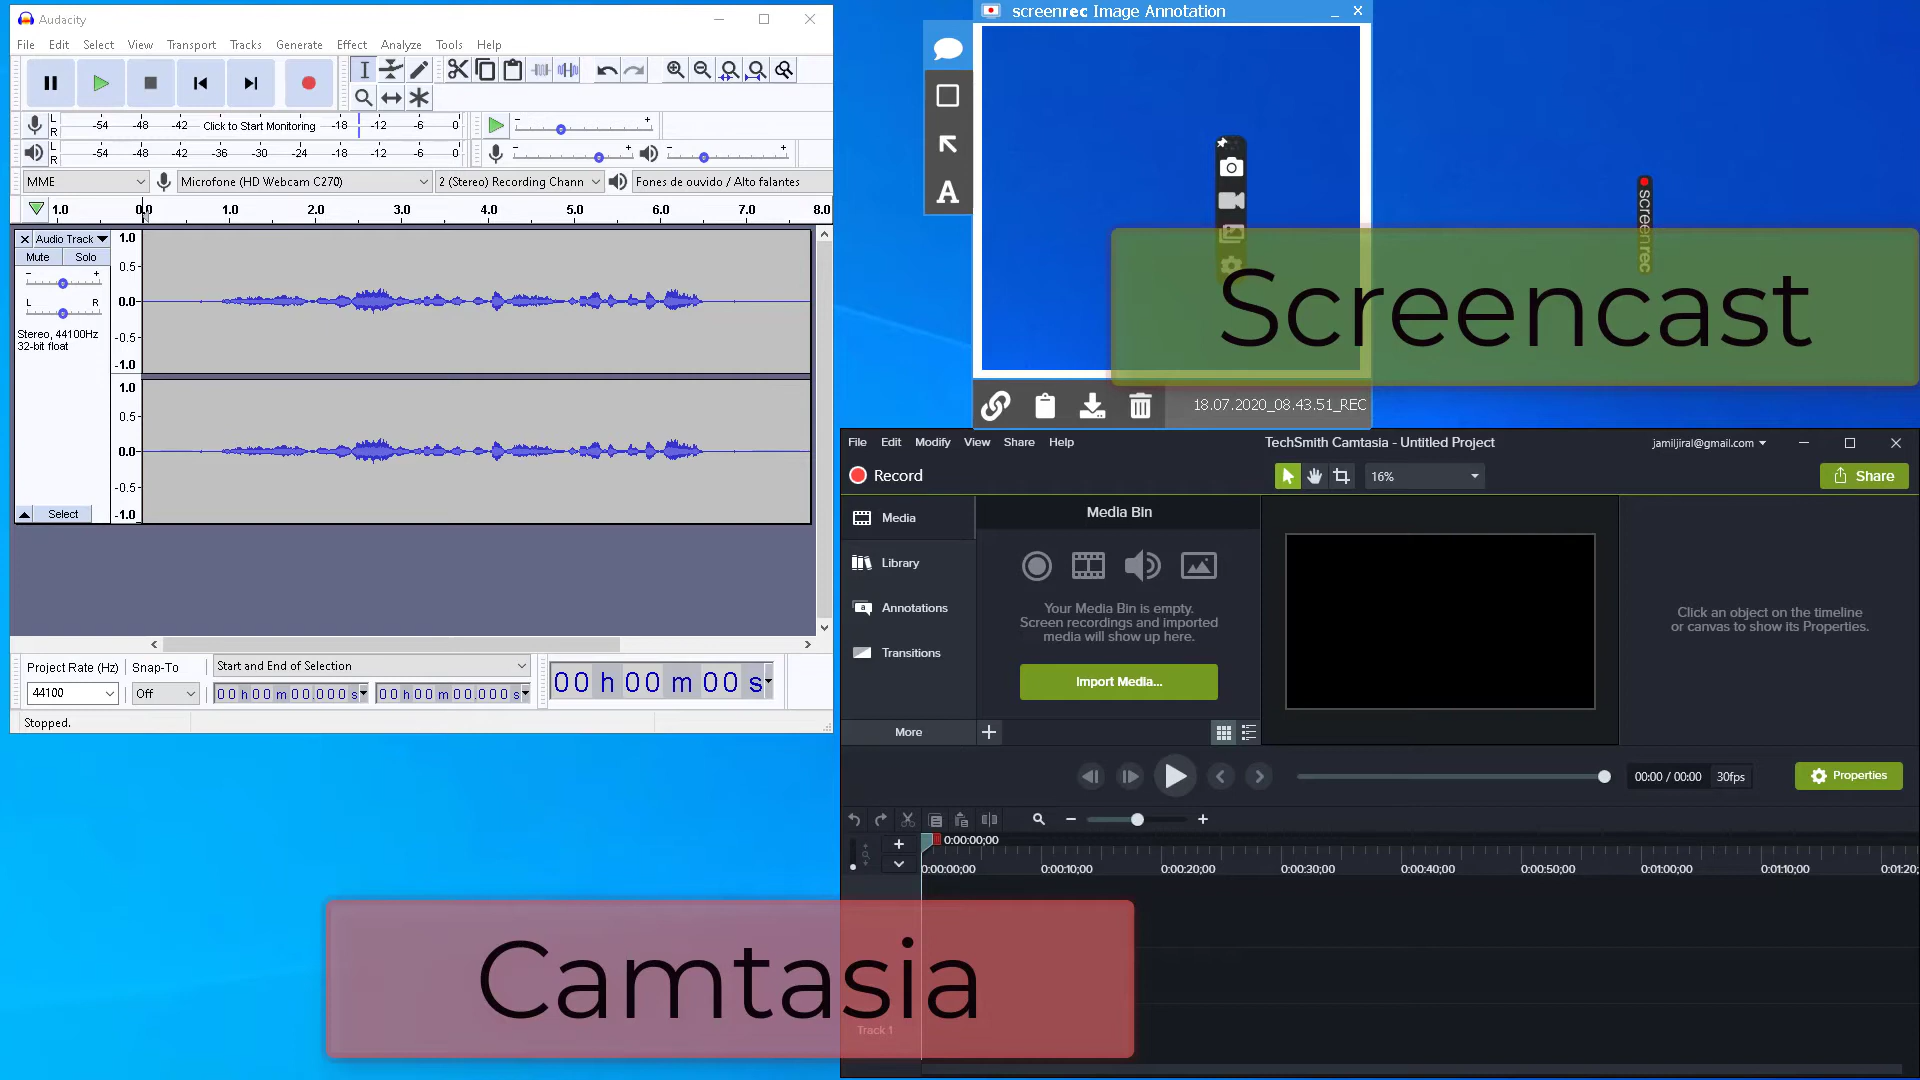 Audacity
File Edit Select View Transport Tracks Generate Effect Analyze Tools Help
L R -54 -48 -42 Click to Start Monitoring -18 -12 -6 0
L R -54 -48 -42 -36 -30 -24 -18 -12 -6 0
MME Microfone (HD Webcam C270) 2 (Stereo) Recording Chann Fones de ouvido / Alto falantes
1.0 0.0 1.0 2.0 3.0 4.0 5.0 6.0 7.0 8.0
Audio Track
Mute Solo
- +
L R
Stereo, 44100Hz
32-bit float
Select
1.0
0.5
0.0
-0.5
-1.0
1.0
0.5
0.0
-0.5
-1.0
Project Rate (Hz) Snap-To Start and End of Selection
44100 Off 00 h 00 m 00.000 s 00 h 00 m 00.000 s
00 h 00 m 00 s
Stopped.
screenrec Image Annotation
A
18.07.2020_08.43.51_REC
screenrec
Screencast
File Edit Modify View Share Help
TechSmith Camtasia - Untitled Project
jamiljiral@gmail.com
Record
16%
Share
Media
Library
Annotations
Transitions
More
Media Bin
Your Media Bin is empty.
Screen recordings and imported
media will show up here.
Import Media...
Click an object on the timeline
or canvas to show its Properties.
00:00 / 00:00 30fps
Properties
0:00:00;00
0:00:00;00 0:00:10;00 0:00:20;00 0:00:30;00 0:00:40;00 0:00:50;00 0:01:00;00 0:01:10;00 0:01:20;
Camtasia
Track 1